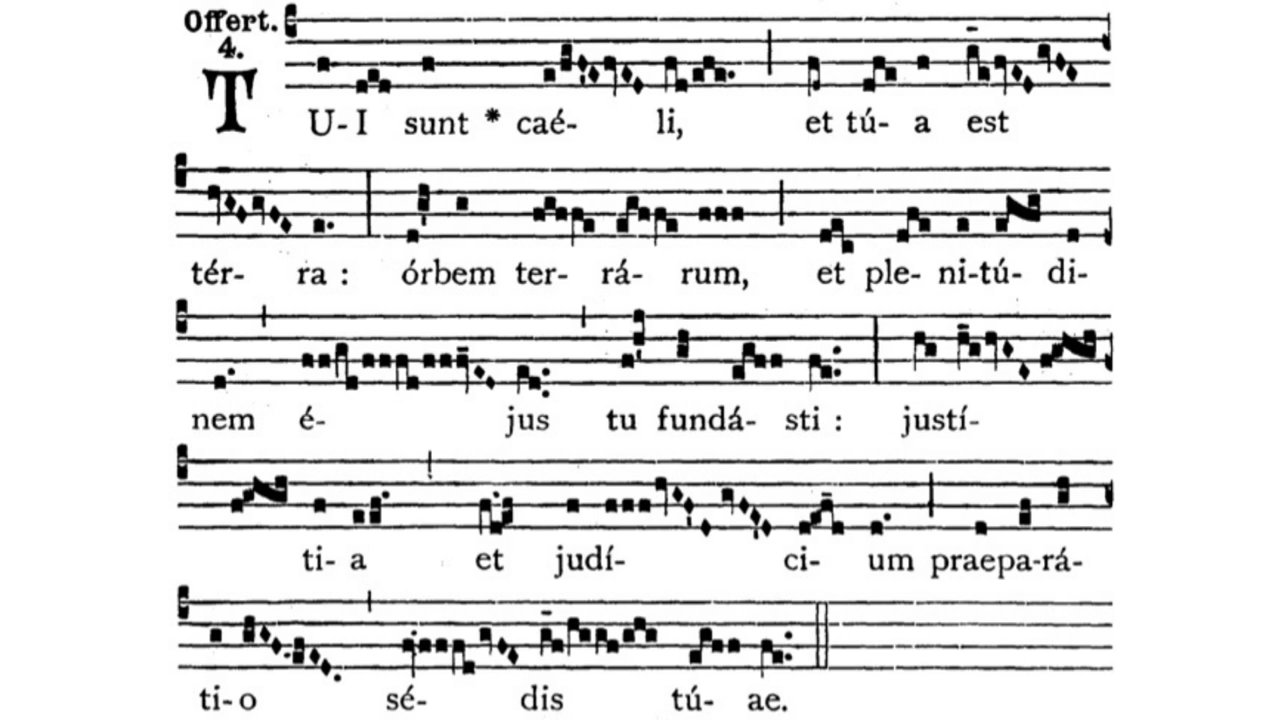 Offert.
4.
TU-I sunt * caé- li, et tú- a est
tér- ra : órbem ter- rá- rum, et ple- ni-tú- di-
nem é- jus tu fundá- sti : justí-
ti- a et judí- ci- um praepa-rá-
ti-o sé- dis tú- ae.